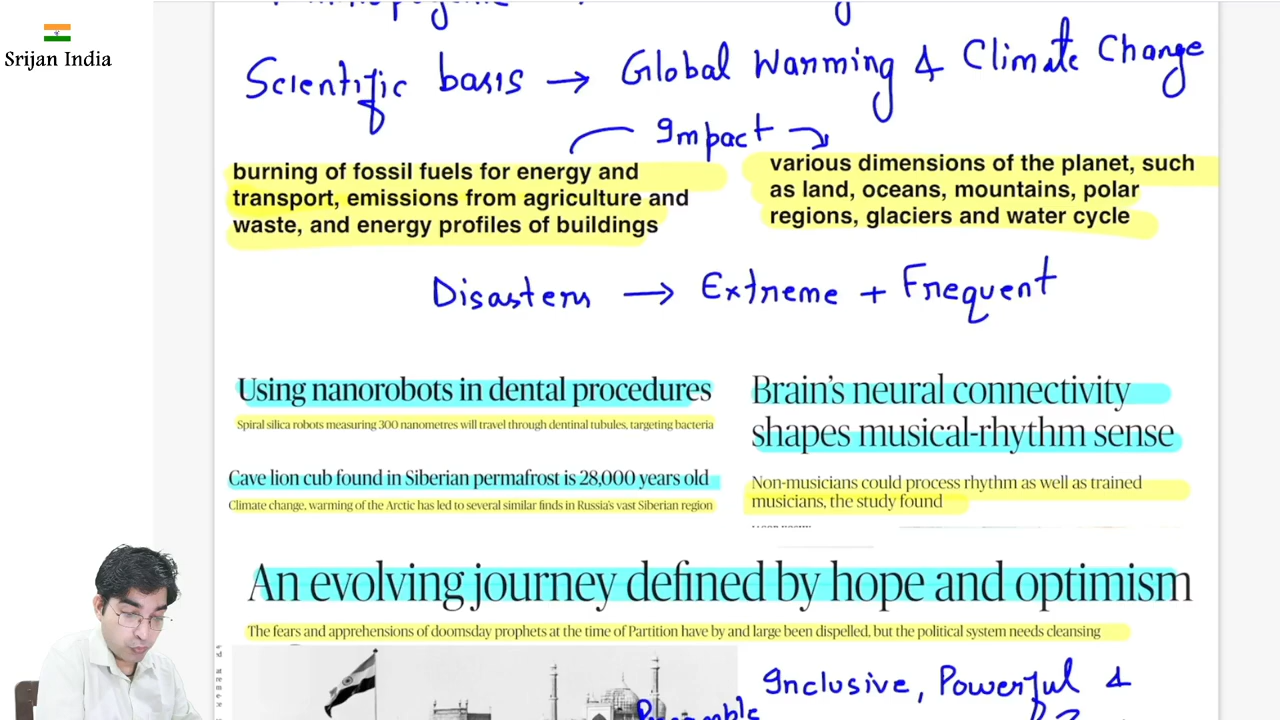 Srijan India
Scientific basis → Global Warming & Climate Change
Impact
burning of fossil fuels for energy and
transport, emissions from agriculture and
waste, and energy profiles of buildings
various dimensions of the planet, such
as land, oceans, mountains, polar
regions, glaciers and water cycle
Disasters → Extreme + Frequent
Using nanorobots in dental procedures
Spiral silica robots measuring 300 nanometres will travel through dentinal tubules, targeting bacteria
Cave lion cub found in Siberian permafrost is 28,000 years old
Climate change, warming of the Arctic has led to several similar finds in Russia's vast Siberian region
Brain's neural connectivity
shapes musical-rhythm sense
Non-musicians could process rhythm as well as trained
musicians, the study found
An evolving journey defined by hope and optimism
The fears and apprehensions of doomsday prophets at the time of Partition have by and large been dispelled, but the political system needs cleansing
Inclusive, Powerful &
Preamble